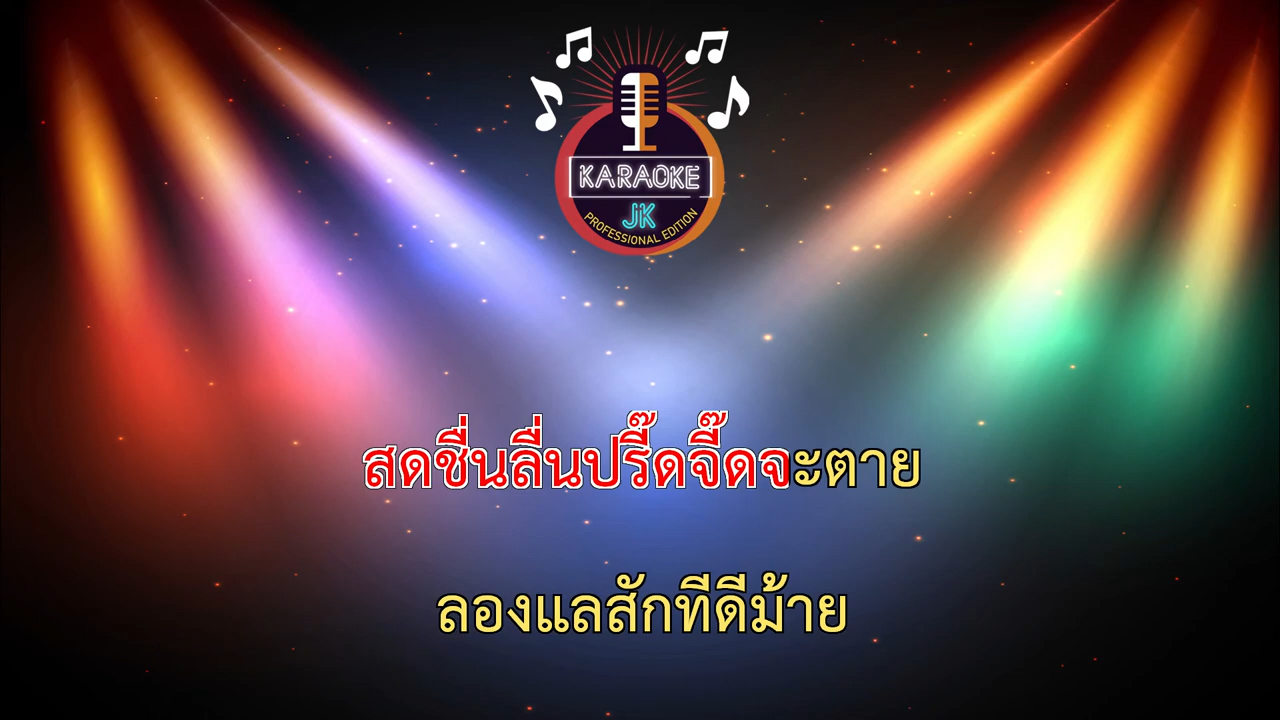 KARAOKE
JK
PROFESSIONAL EDITION
สดชื่นลื่นปรี๊ดจี๊ดจะตาย
ลองแลสักทีดีม้าย